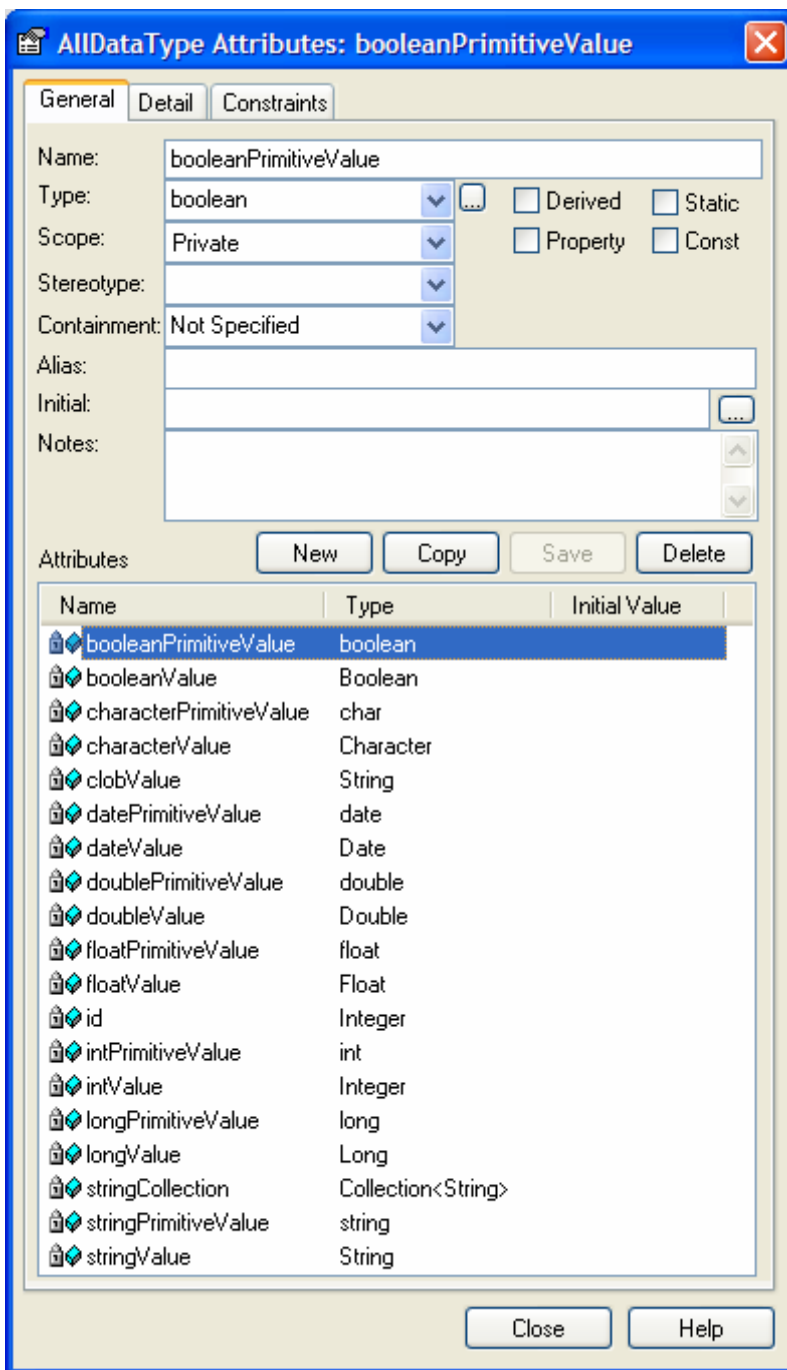 AllDataType Attributes: booleanPrimitiveValue
General Detail Constraints
Name: booleanPrimitiveValue
Type: boolean ... Derived Static
Scope: Private Property Const
Stereotype:
Containment: Not Specified
Alias:
Initial: ...
Notes:
Attributes New Copy Save Delete
Name Type Initial Value
booleanPrimitiveValue boolean
booleanValue Boolean
characterPrimitiveValue char
characterValue Character
clobValue String
datePrimitiveValue date
dateValue Date
doublePrimitiveValue double
doubleValue Double
floatPrimitiveValue float
floatValue Float
id Integer
intPrimitiveValue int
intValue Integer
longPrimitiveValue long
longValue Long
stringCollection Collection<String>
stringPrimitiveValue string
stringValue String
Close Help